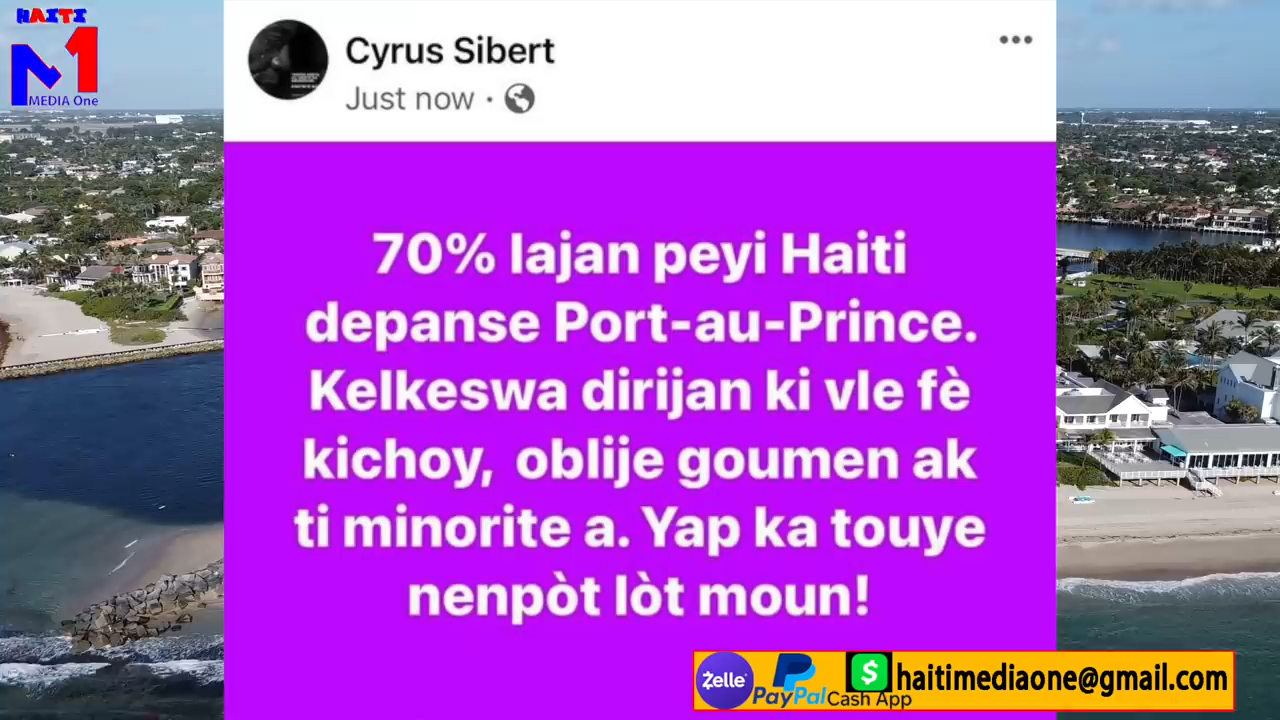 HAITI
M1
MEDIA One
Cyrus Sibert
Just now ·
70% lajan peyi Haiti
depanse Port-au-Prince.
Kelkeswa dirijan ki vle fè
kichoy, oblije goumen ak
ti minorite a. Yap ka touye
nenpòt lòt moun!
Zelle
PayPal
$
Cash App
haitimediaone@gmail.com